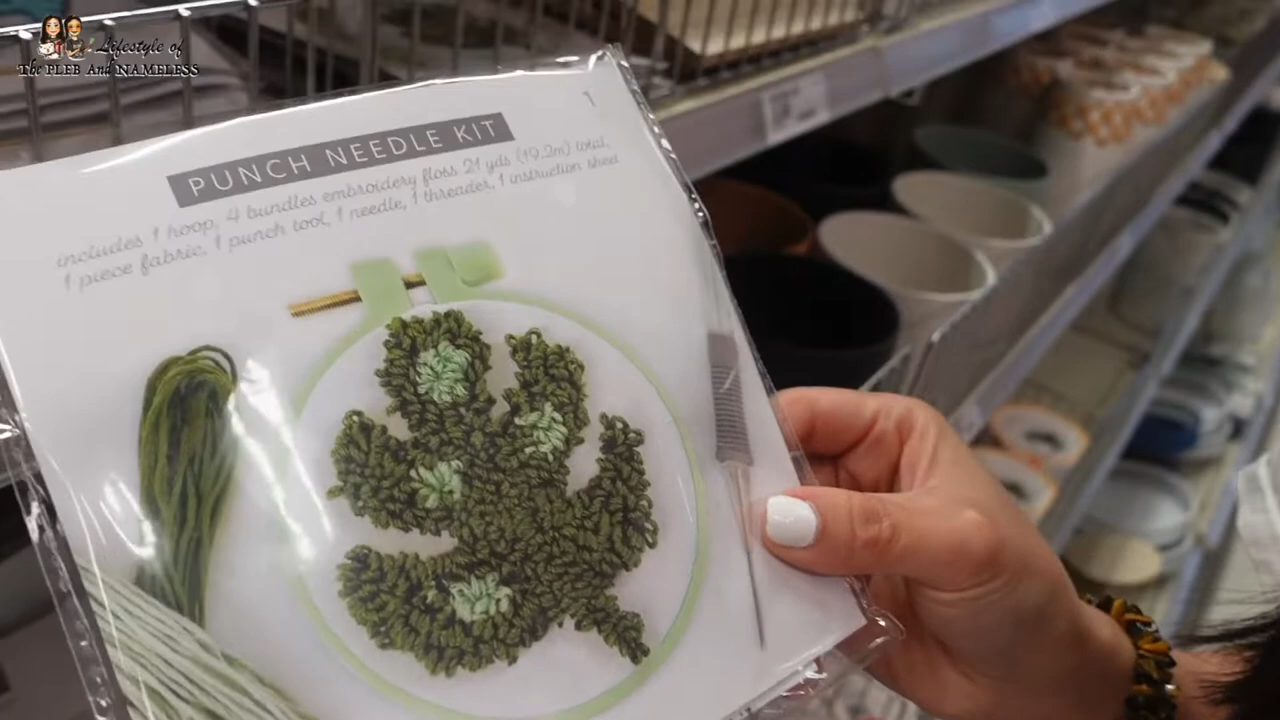 Lifestyle of
The PLEB And NAMELESS
PUNCH NEEDLE KIT
includes 1 hoop, 4 bundles embroidery floss 21 yds (19.2m) total,
1 piece fabric, 1 punch tool, 1 needle, 1 threader, 1 instruction sheet